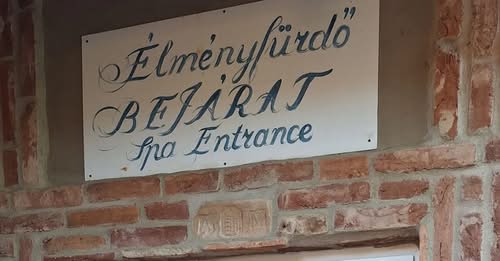 Élményfürdő
BEJÁRAT
Spa Entrance